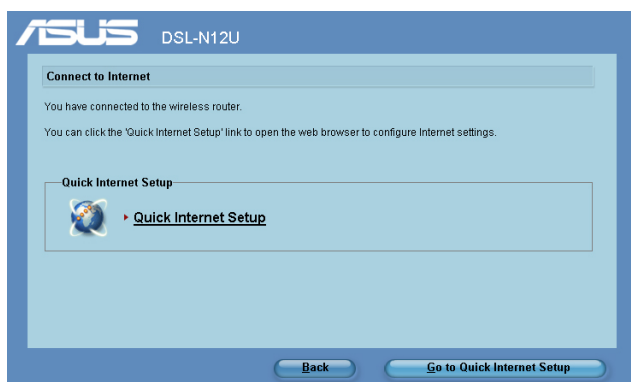 ASUS DSL-N12U
Connect to Internet
You have connected to the wireless router.
You can click the 'Quick Internet Setup' link to open the web browser to configure Internet settings.
Quick Internet Setup
Quick Internet Setup
Back Go to Quick Internet Setup